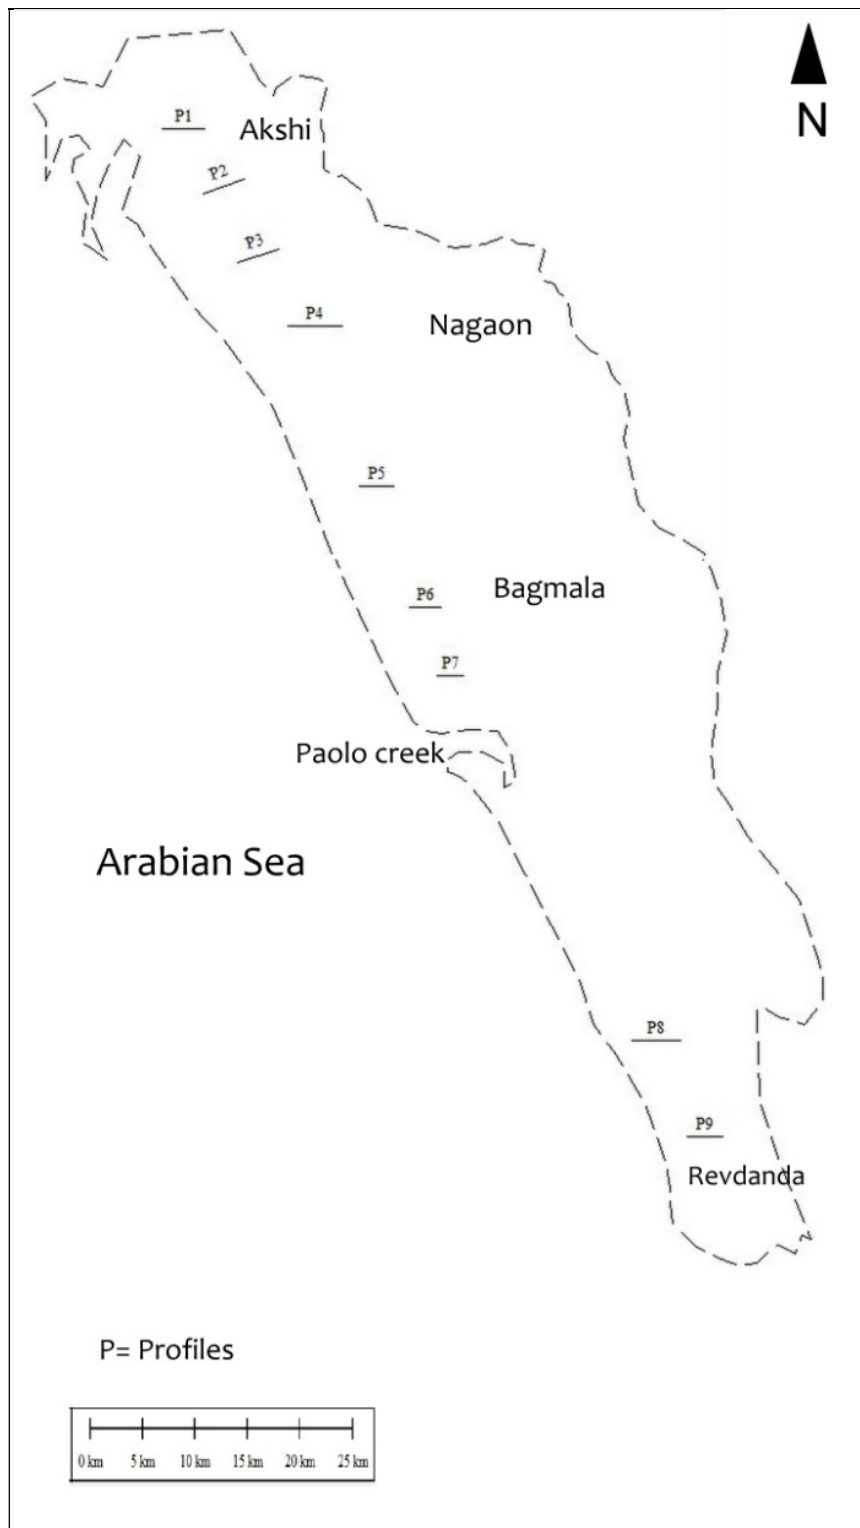 P1
Akshi
N
P2
P3
P4
Nagaon
P5
P6
Bagmala
P7
Paolo creek
Arabian Sea
P8
P9
Revdanda
P= Profiles
0 km 5 km 10 km 15 km 20 km 25 km